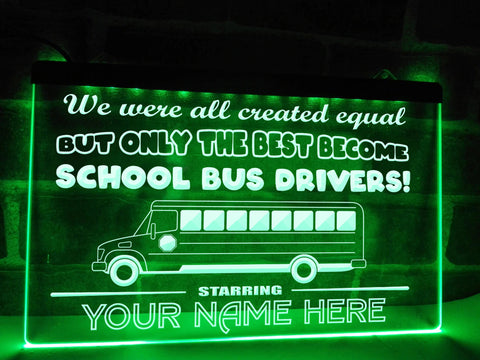 We were all created equal
BUT ONLY THE BEST BECOME
SCHOOL BUS DRIVERS!
STARRING
YOUR NAME HERE